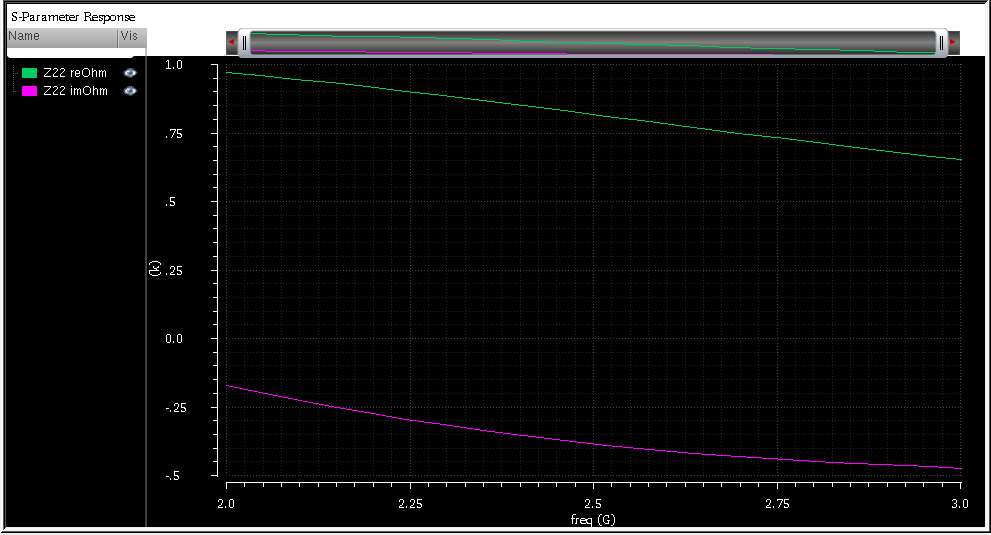 S-Parameter Response
Name Vis
Z22 reOhm
Z22 imOhm
1.0
.75
.5
.25
0.0
-.25
-.5
(k)
2.0 2.25 2.5 2.75 3.0
freq (G)